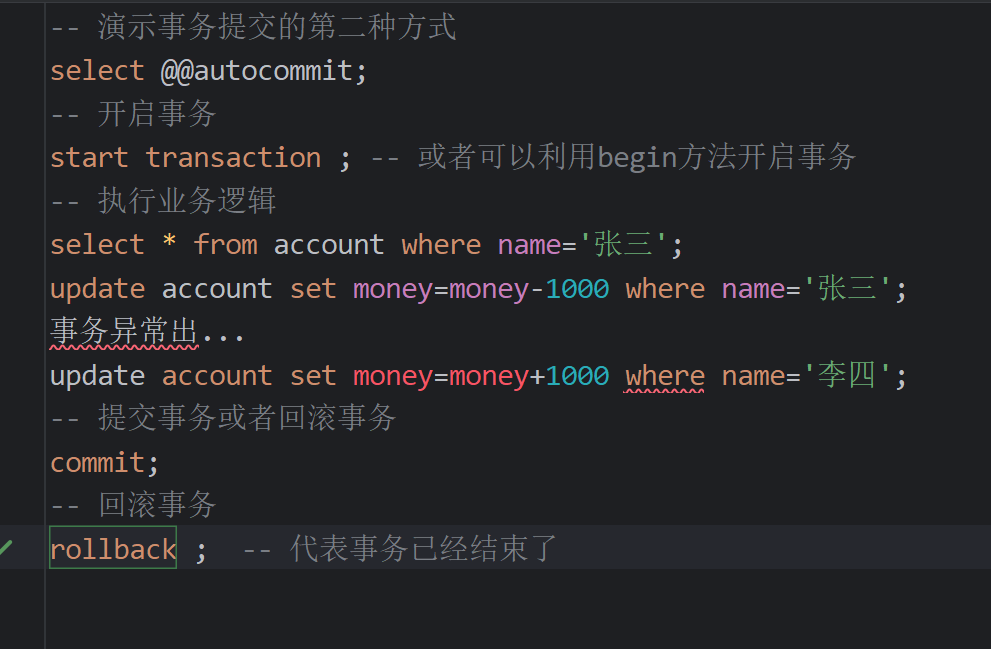 -- 演示事务提交的第二种方式
select @@autocommit;
-- 开启事务
start transaction ; -- 或者可以利用begin方法开启事务
-- 执行业务逻辑
select * from account where name='张三';
update account set money=money-1000 where name='张三';
事务异常出...
update account set money=money+1000 where name='李四';
-- 提交事务或者回滚事务
commit;
-- 回滚事务
rollback ;  -- 代表事务已经结束了